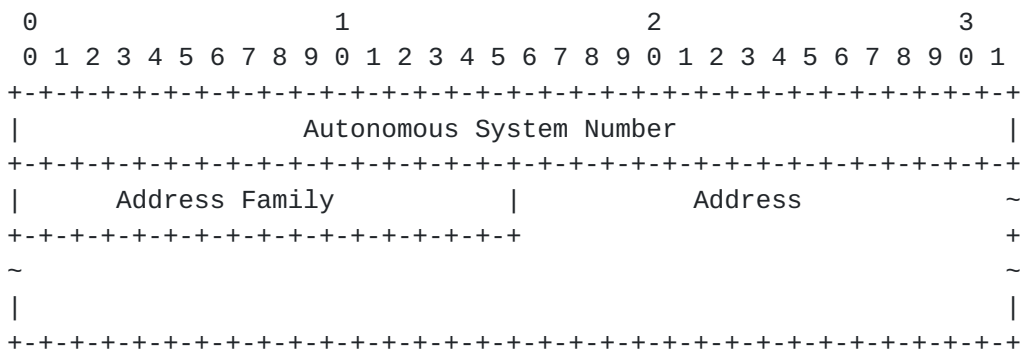 0                   1                   2                   3
 0 1 2 3 4 5 6 7 8 9 0 1 2 3 4 5 6 7 8 9 0 1 2 3 4 5 6 7 8 9 0 1
+-+-+-+-+-+-+-+-+-+-+-+-+-+-+-+-+-+-+-+-+-+-+-+-+-+-+-+-+-+-+-+-+
|                  Autonomous System Number                     |
+-+-+-+-+-+-+-+-+-+-+-+-+-+-+-+-+-+-+-+-+-+-+-+-+-+-+-+-+-+-+-+-+
|      Address Family           |           Address             ~
+-+-+-+-+-+-+-+-+-+-+-+-+-+-+-+-+                               +
~                                                               ~
|                                                               |
+-+-+-+-+-+-+-+-+-+-+-+-+-+-+-+-+-+-+-+-+-+-+-+-+-+-+-+-+-+-+-+-+